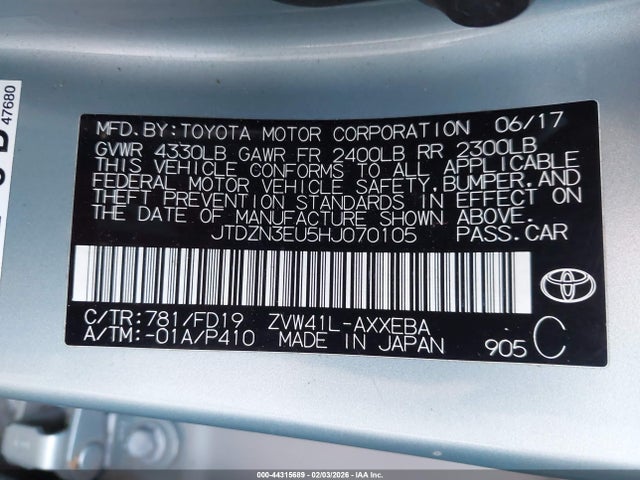 47680
MFD.BY:TOYOTA MOTOR CORPORATION 06/17
GVWR 4330LB GAWR FR 2400LB RR 2300LB
THIS VEHICLE CONFORMS TO ALL APPLICABLE
FEDERAL MOTOR VEHICLE SAFETY,BUMPER,AND
THEFT PREVENTION STANDARDS IN EFFECT ON
THE DATE OF MANUFACTURE SHOWN ABOVE.
JTDZN3EU5HJ070105 PASS.CAR
C/TR:781/FD19 ZVW41L-AXXEBA
A/TM:-01A/P410 MADE IN JAPAN 905 C
000-44315689 | 02/03/2026 - IAA Inc.